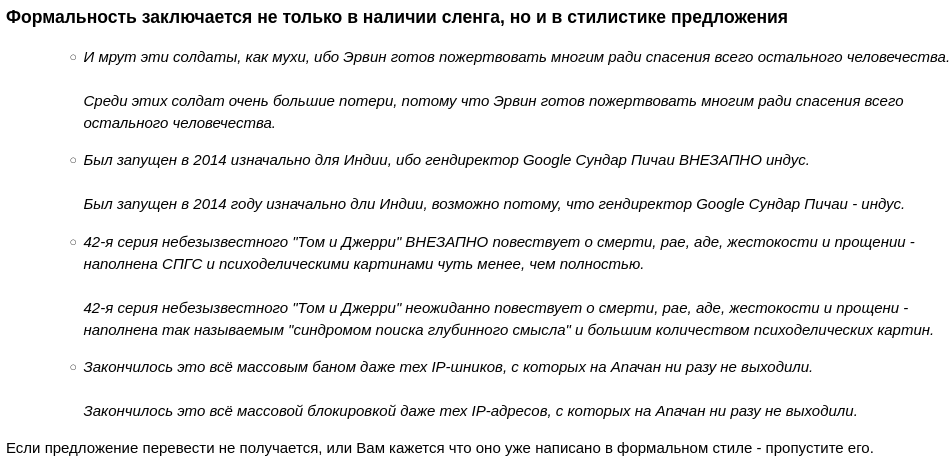 Формальность заключается не только в наличии сленга, но и в стилистике предложения
И мрут эти солдаты, как мухи, ибо Эрвин готов пожертвовать многим ради спасения всего остального человечества.
Среди этих солдат очень большие потери, потому что Эрвин готов пожертвовать многим ради спасения всего
остального человечества.
Был запущен в 2014 изначально для Индии, ибо гендиректор Google Сундар Пичаи ВНЕЗАПНО индус.
Был запущен в 2014 году изначально дли Индии, возможно потому, что гендиректор Google Сундар Пичаи - индус.
42-я серия небезызвестного "Том и Джерри" ВНЕЗАПНО повествует о смерти, рае, аде, жестокости и прощении -
наполнена СПГС и психоделическими картинами чуть менее, чем полностью.
42-я серия небезызвестного "Том и Джерри" неожиданно повествует о смерти, рае, аде, жестокости и прощени -
наполнена так называемым "синдромом поиска глубинного смысла" и большим количеством психоделических картин.
Закончилось это всё массовым баном даже тех IP-шников, с которых на Апачан ни разу не выходили.
Закончилось это всё массовой блокировкой даже тех IP-адресов, с которых на Апачан ни разу не выходили.
Если предложение перевести не получается, или Вам кажется что оно уже написано в формальном стиле - пропустите его.